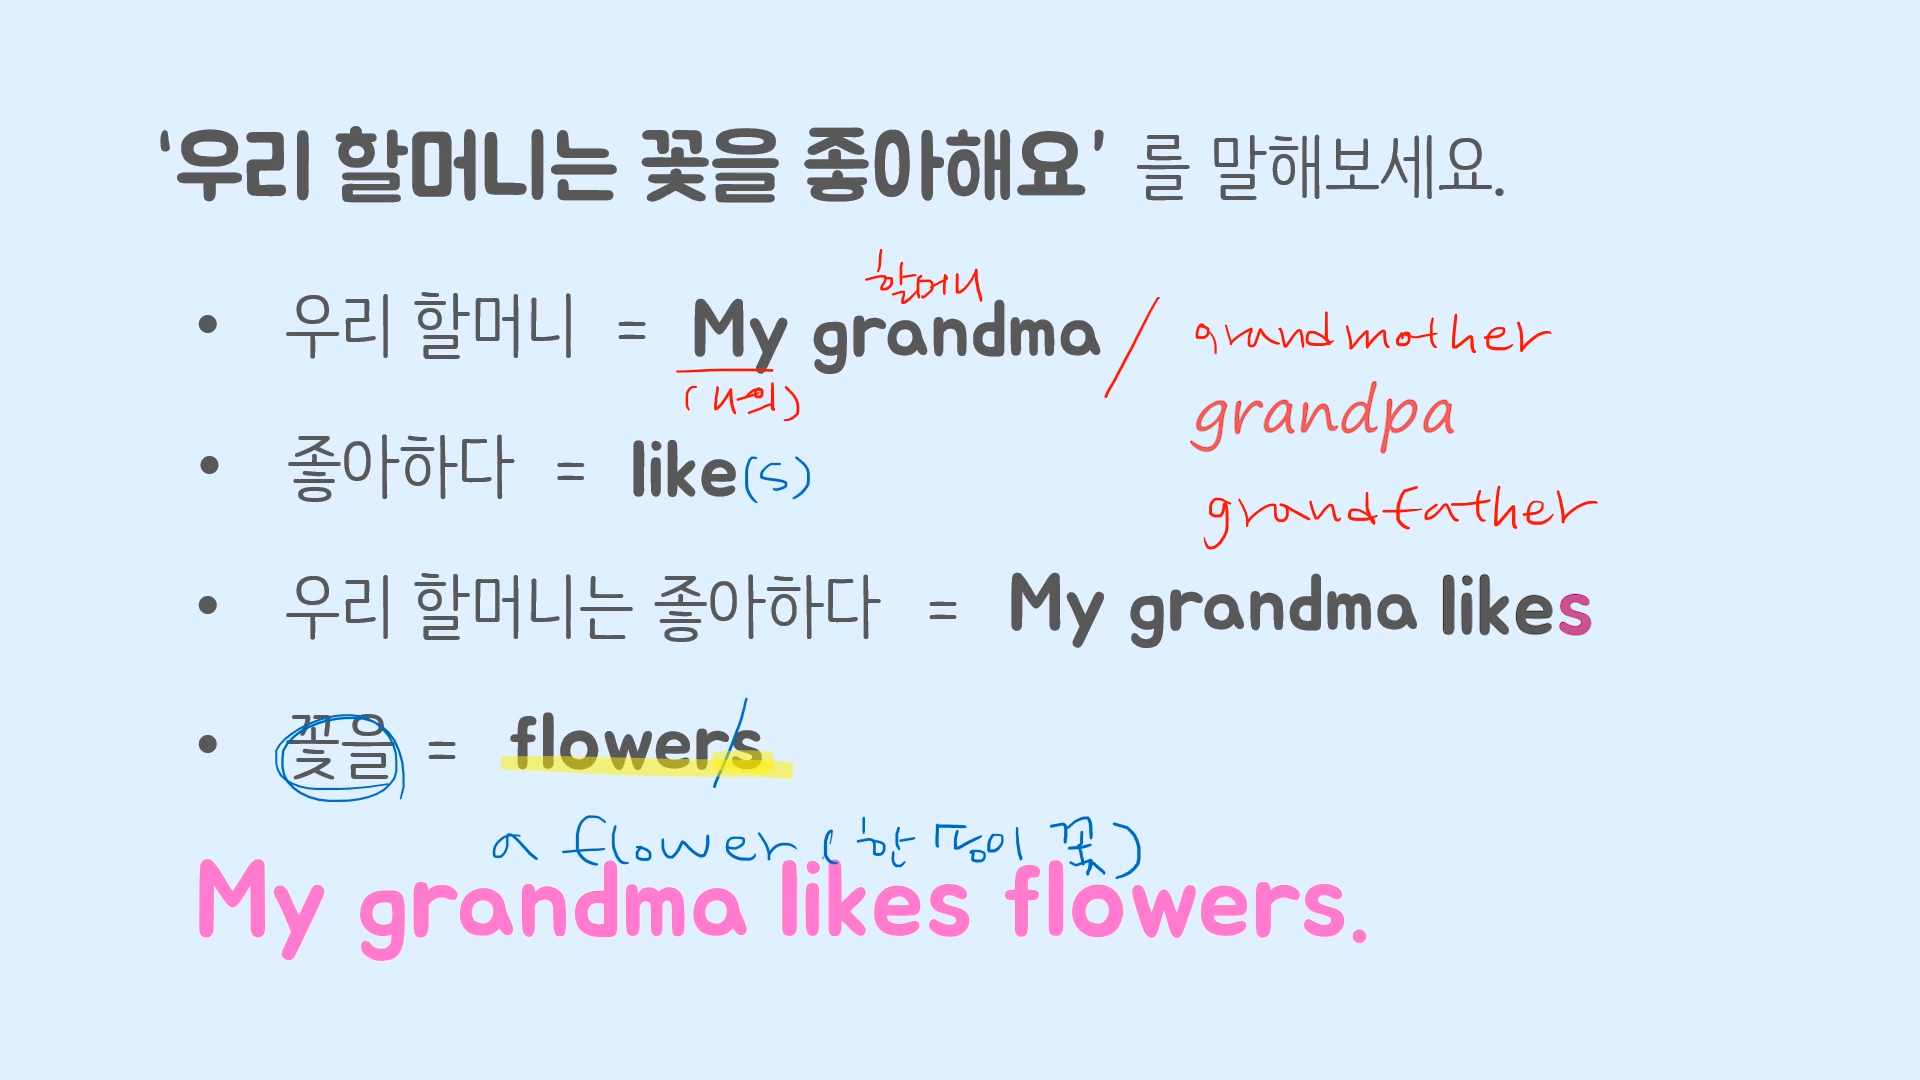 ‘우리 할머니는 꽃을 좋아해요’ 를 말해보세요.
할머니
• 우리 할머니 = My grandma / grandmother
(나의)
grandpa
• 좋아하다 = like(s)
grandfather
• 우리 할머니는 좋아하다 = My grandma likes
• 꽃을 = flower/s
a flower (한 송이 꽃)
My grandma likes flowers.